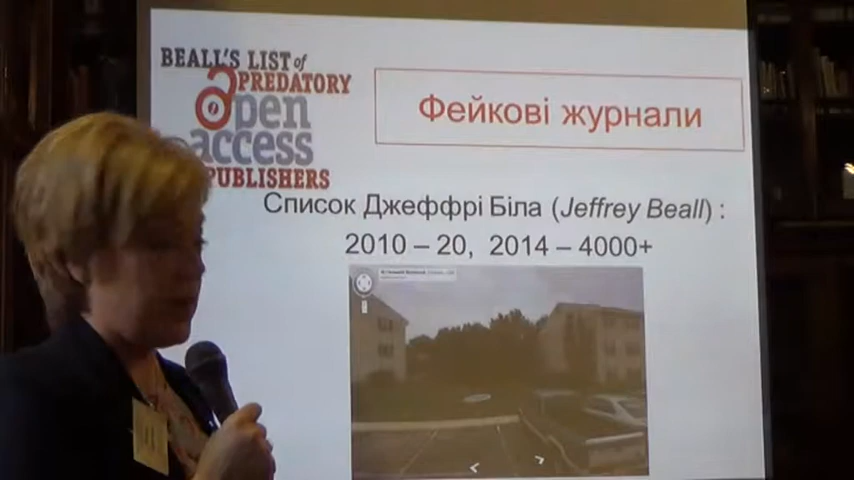 BEALL'S LIST of
PREDATORY
Open
Access
PUBLISHERS
Фейкові журнали
Список Джеффрі Біла (Jeffrey Beall) :
2010 – 20, 2014 – 4000+